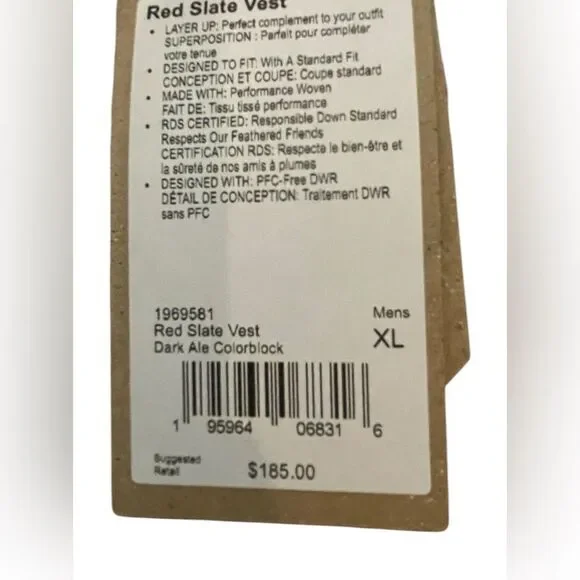 Red Slate Vest
• LAYER UP: Perfect complement to your outfit
SUPERPOSITION : Parfait pour compléter
votre tenue
• DESIGNED TO FIT: With A Standard Fit
CONCEPTION ET COUPE: Coupe standard
• MADE WITH: Performance Woven
FAIT DE: Tissu tissé performance
• RDS CERTIFIED: Responsible Down Standard
Respects Our Feathered Friends
CERTIFICATION RDS: Respecte le bien-être et
la sûreté de nos amis à plumes
• DESIGNED WITH: PFC-Free DWR
DÉTAIL DE CONCEPTION: Traitement DWR
sans PFC
1969581
Red Slate Vest
Dark Ale Colorblock
Mens
XL
1 95964 06831 6
Suggested
Retail
$185.00